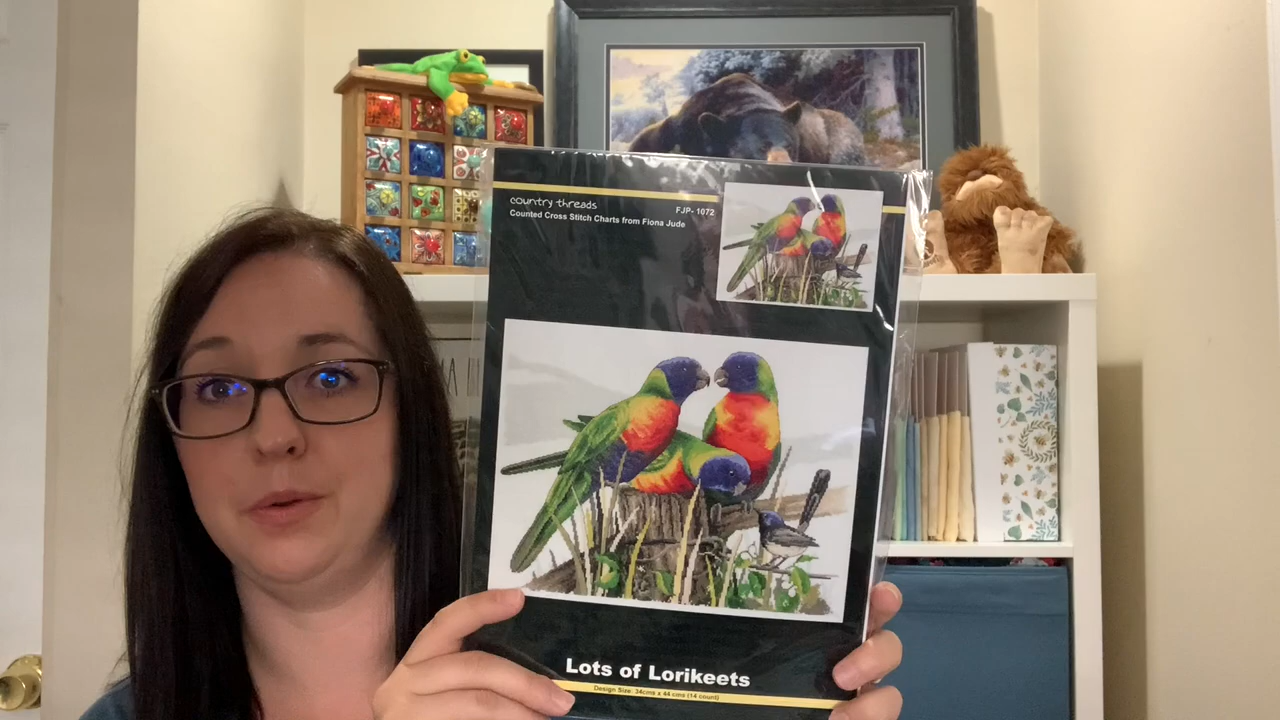 country threads
FJP- 1072
Counted Cross Stitch Charts from Fiona Jude
Lots of Lorikeets
Design Size: 34cms x 44 cms (14 count)